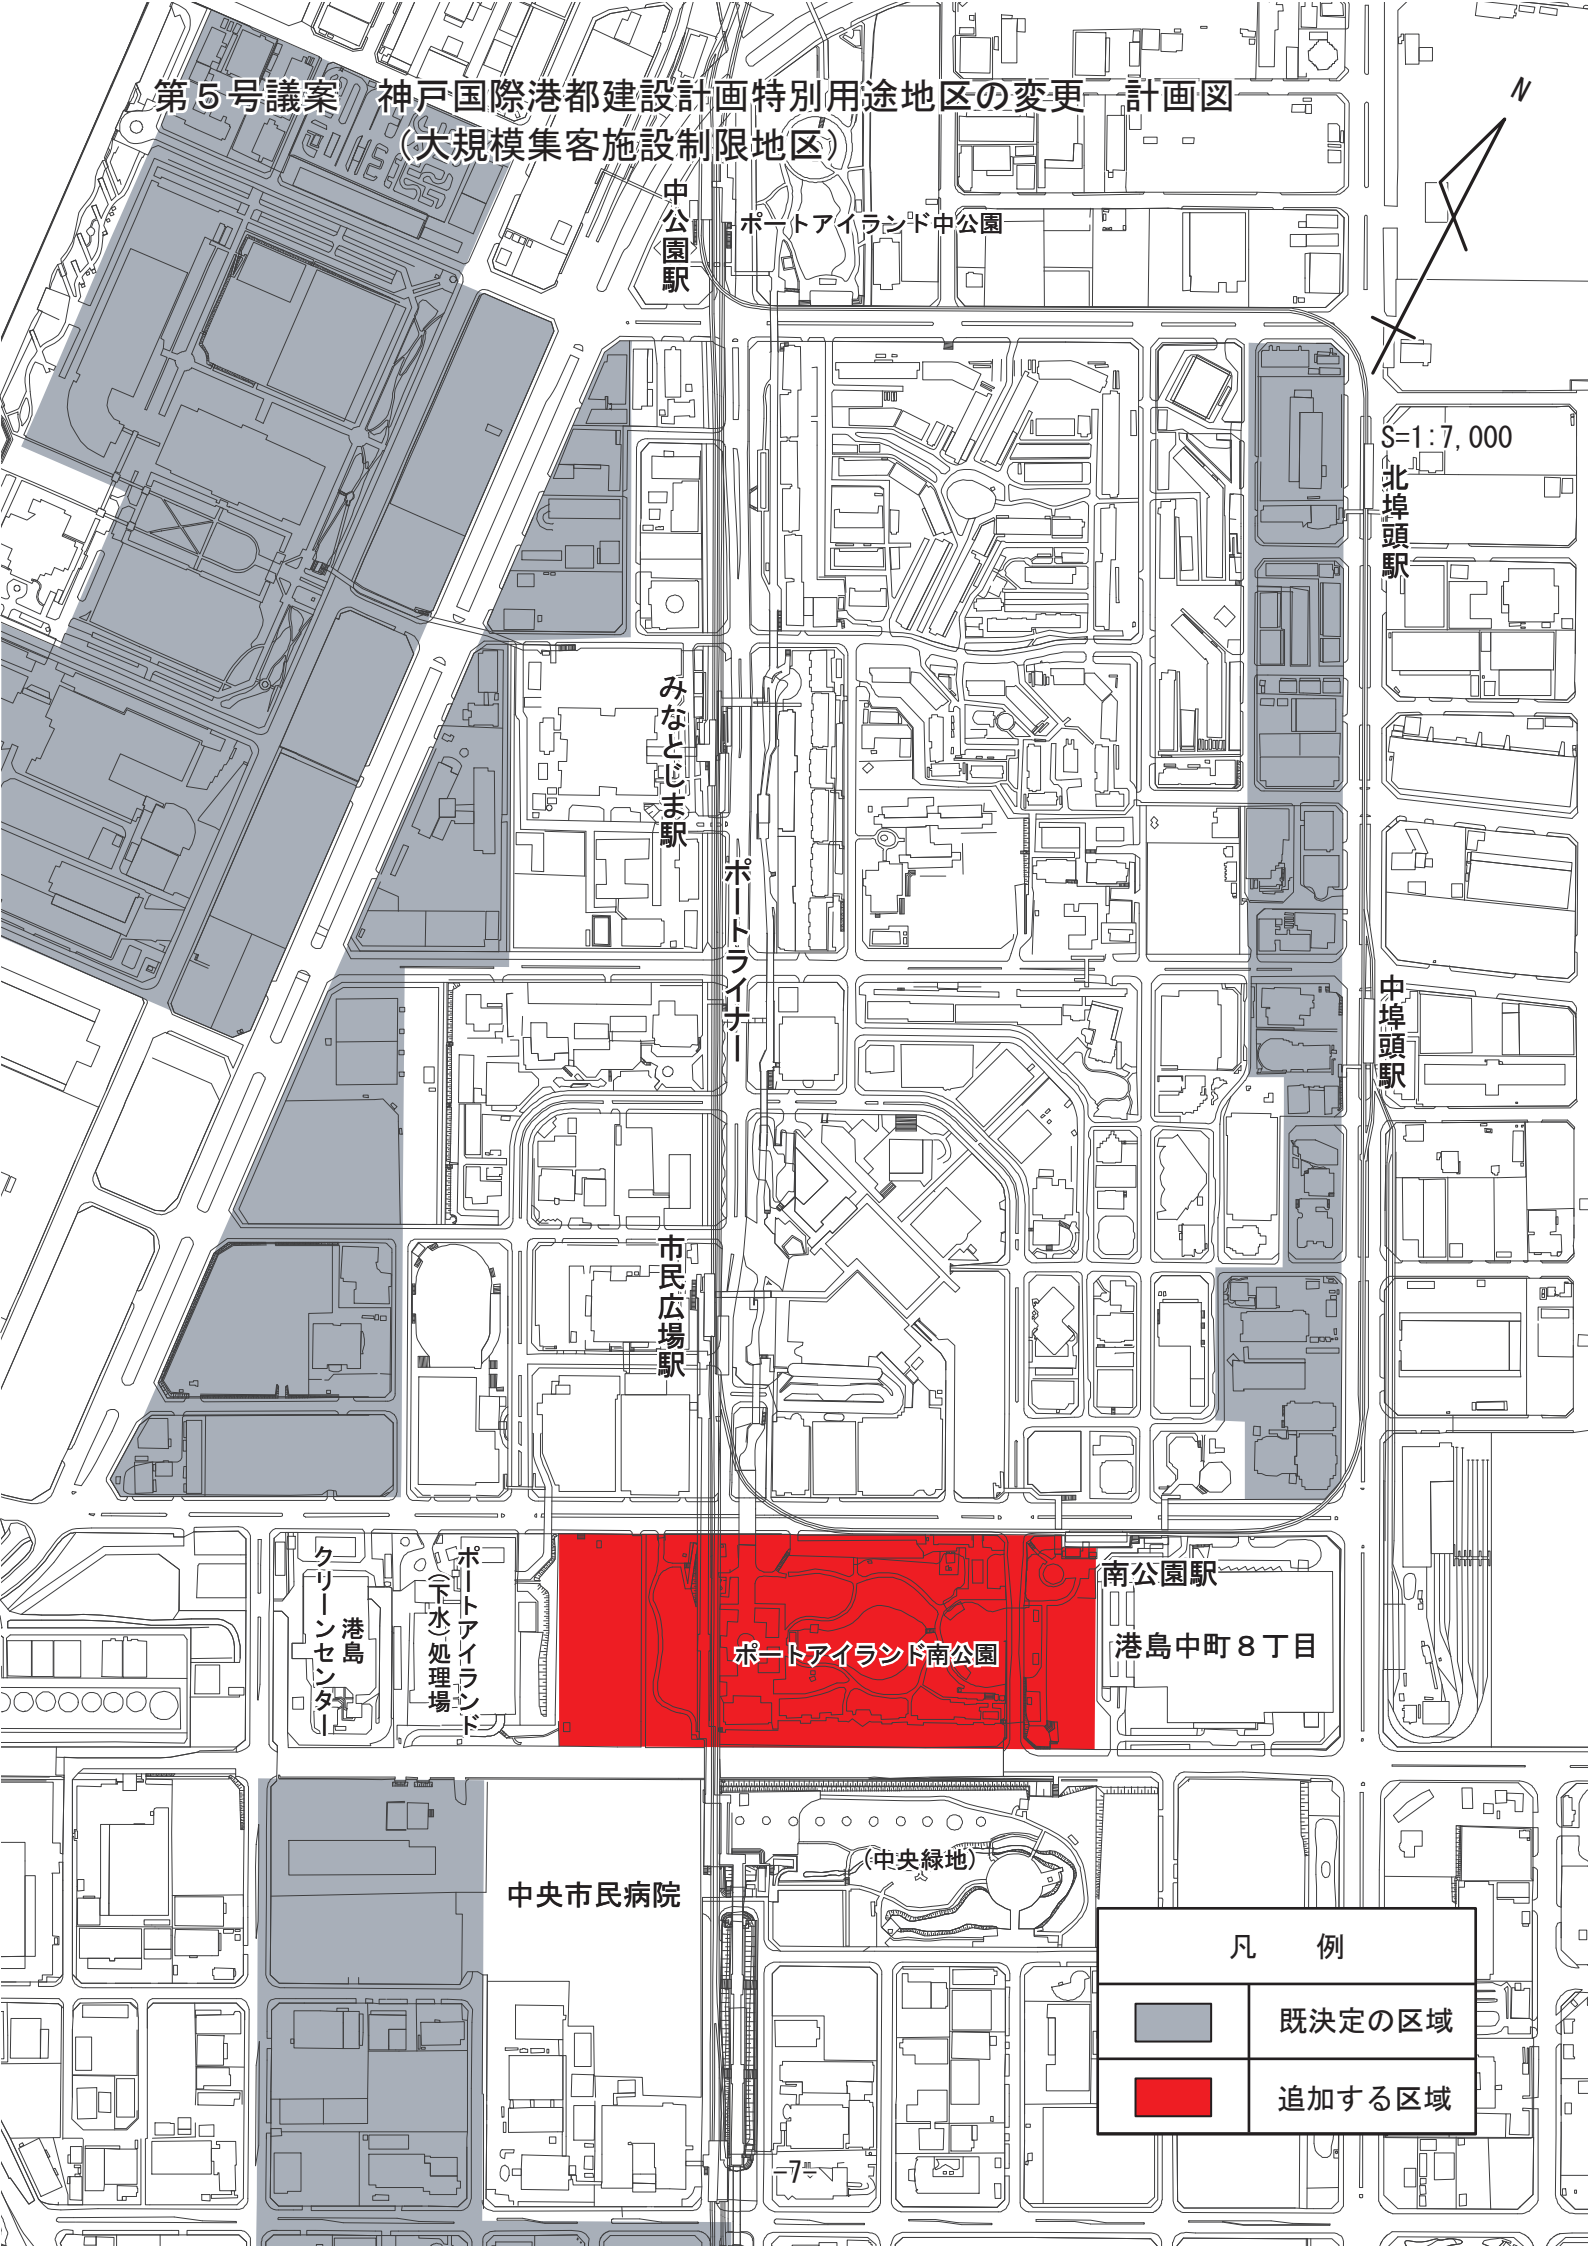 第５号議案　神戸国際港都建設計画特別用途地区の変更　計画図
（大規模集客施設制限地区）
N
中公園駅
ポートアイランド中公園
S=1:7,000
北埠頭駅
みなとじま駅
ポートライナー
中埠頭駅
市民広場駅
クリーンセンター
港島
（下水）処理場
ポートアイランド
南公園駅
ポートアイランド南公園
港島中町８丁目
（中央緑地）
中央市民病院
凡　例
既決定の区域
追加する区域
-7-